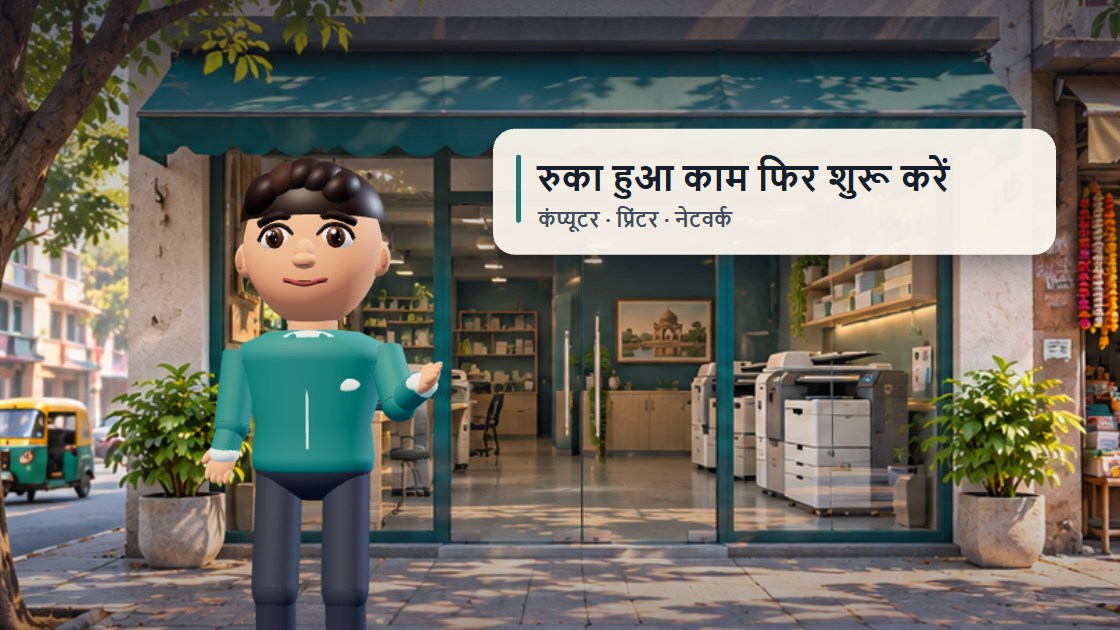 रुका हुआ काम फिर शुरू करें
कंप्यूटर · प्रिंटर · नेटवर्क